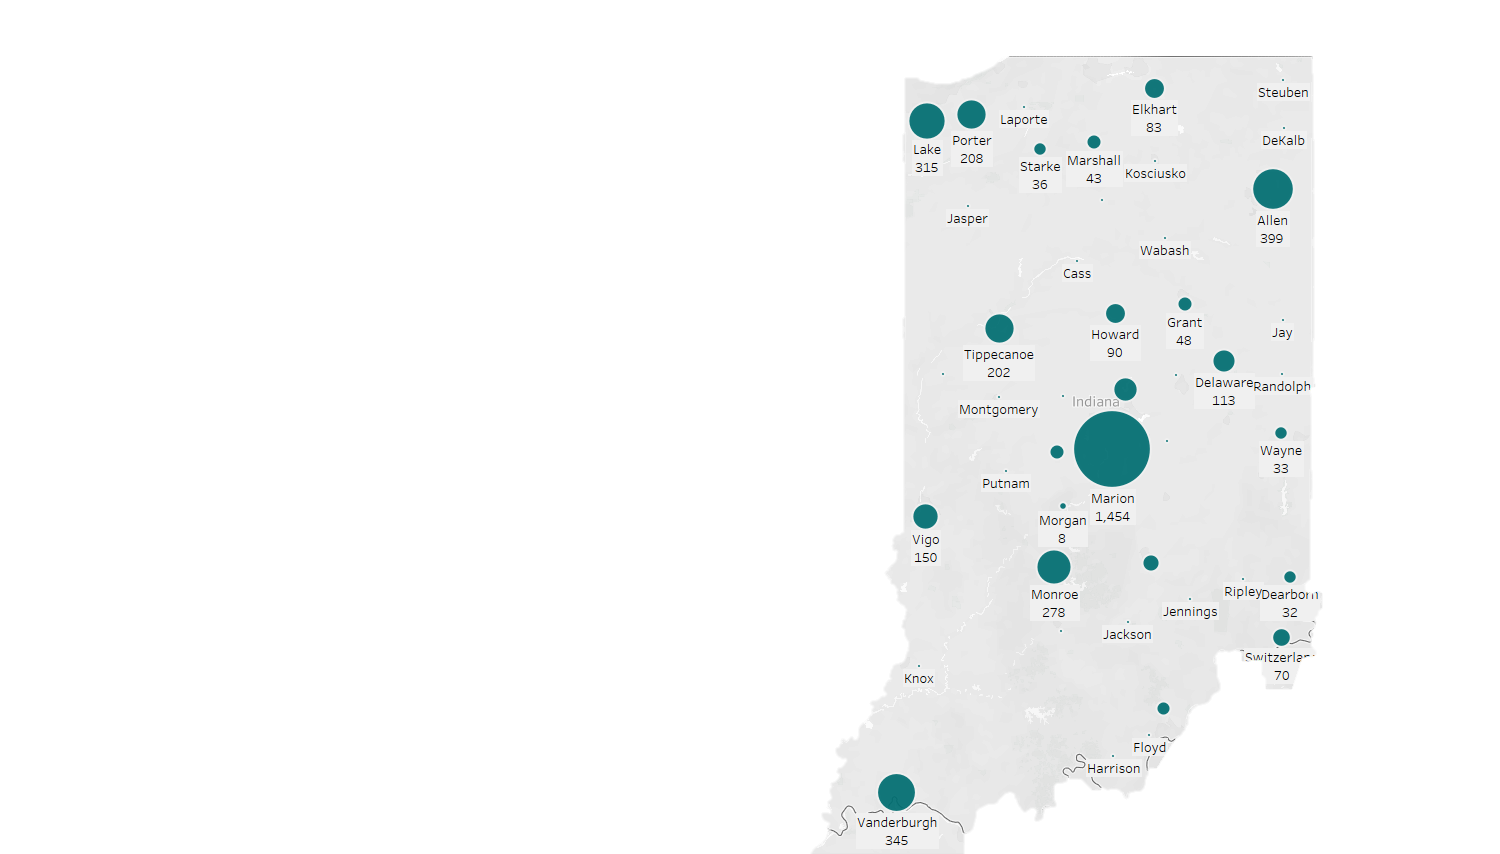 Steuben
Elkhart
83
Laporte
DeKalb
Porter
208
Lake
315
Marshall
43
Starke
36
Kosciusko
Allen
399
Jasper
Wabash
Cass
Grant
48
Howard
90
Jay
Tippecanoe
202
Delaware
113
Randolph
Indiana
Montgomery
Wayne
33
Putnam
Marion
1,454
Morgan
8
Vigo
150
Monroe
278
Ripley
Dearborn
32
Jennings
Jackson
Switzerlan
70
Knox
Floyd
Harrison
Vanderburgh
345